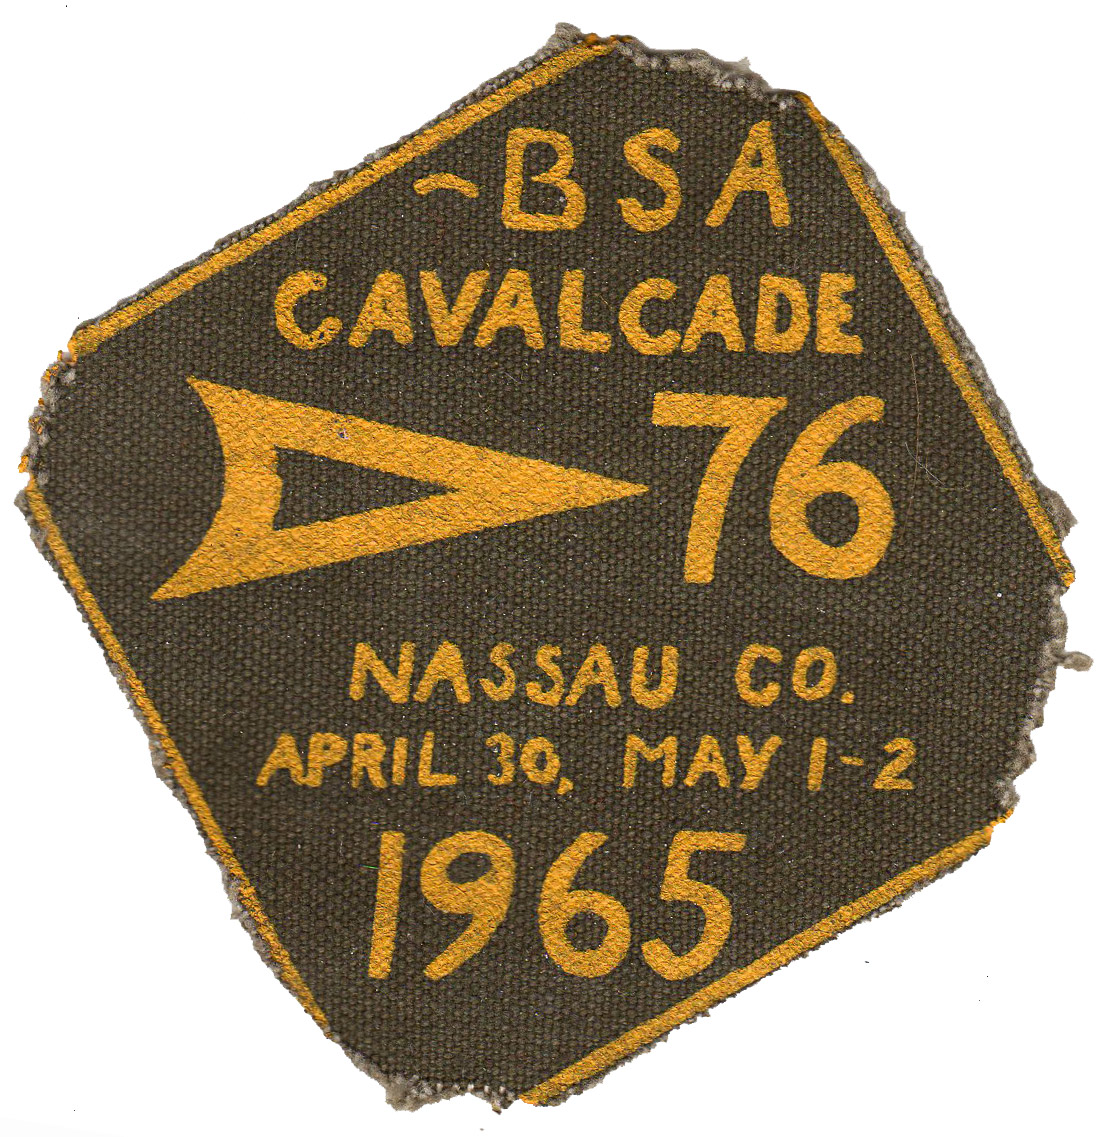 ~BSA
CAVALCADE
76
NASSAU CO.
APRIL 30, MAY 1-2
1965